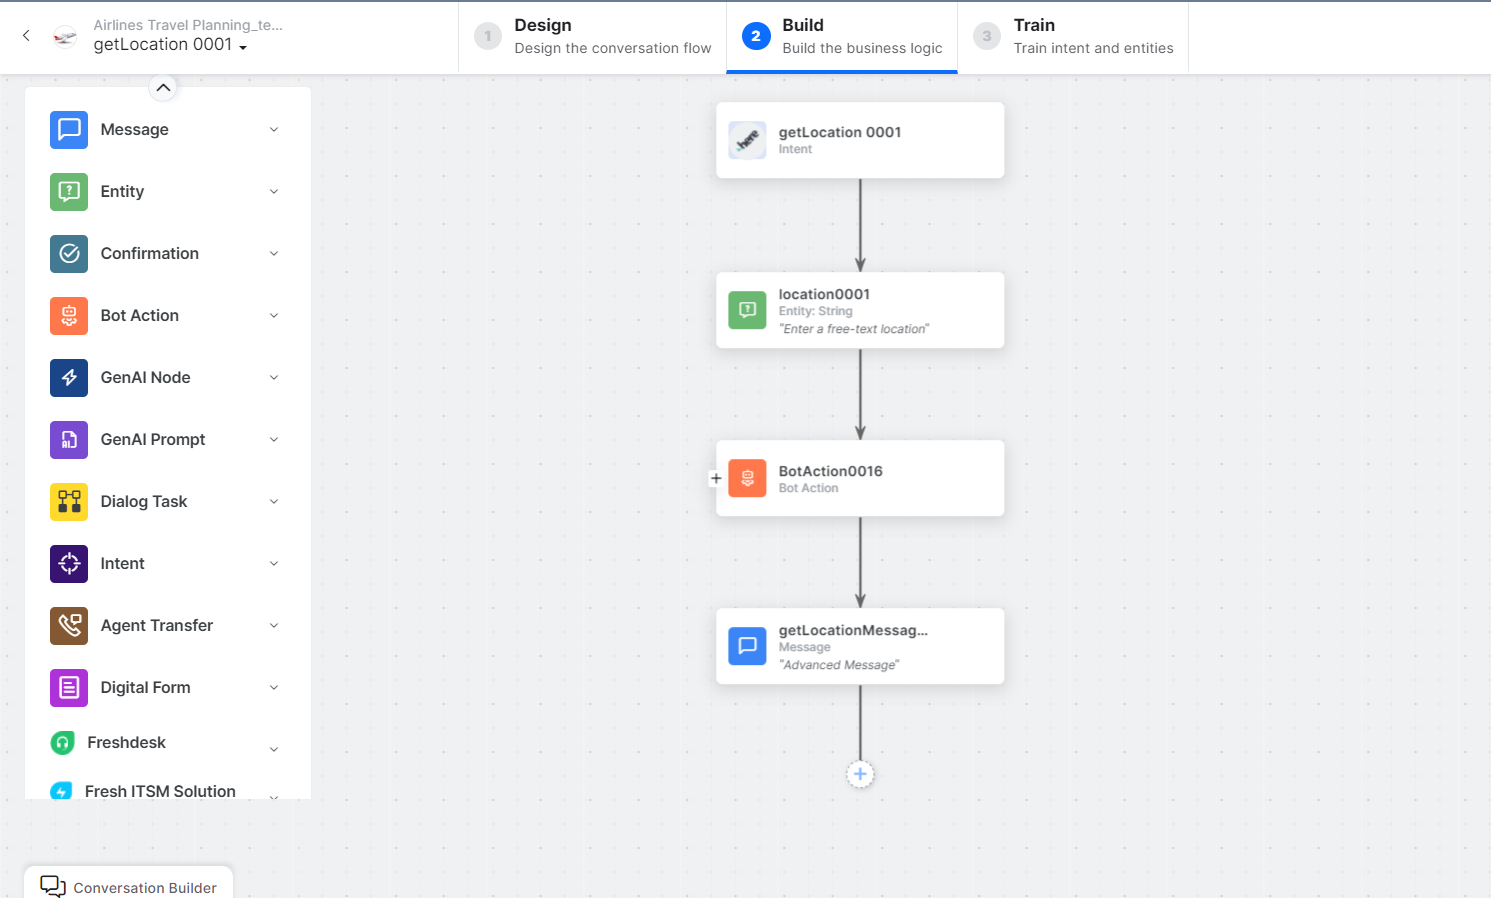 Airlines Travel Planning_te...
getLocation 0001
1
Design
Design the conversation flow
2
Build
Build the business logic
3
Train
Train intent and entities
Message
Entity
Confirmation
Bot Action
GenAI Node
GenAI Prompt
Dialog Task
Intent
Agent Transfer
Digital Form
Freshdesk
Fresh ITSM Solution
Conversation Builder
getLocation 0001
Intent
location0001
Entity: String
"Enter a free-text location"
BotAction0016
Bot Action
getLocationMessag...
Message
"Advanced Message"